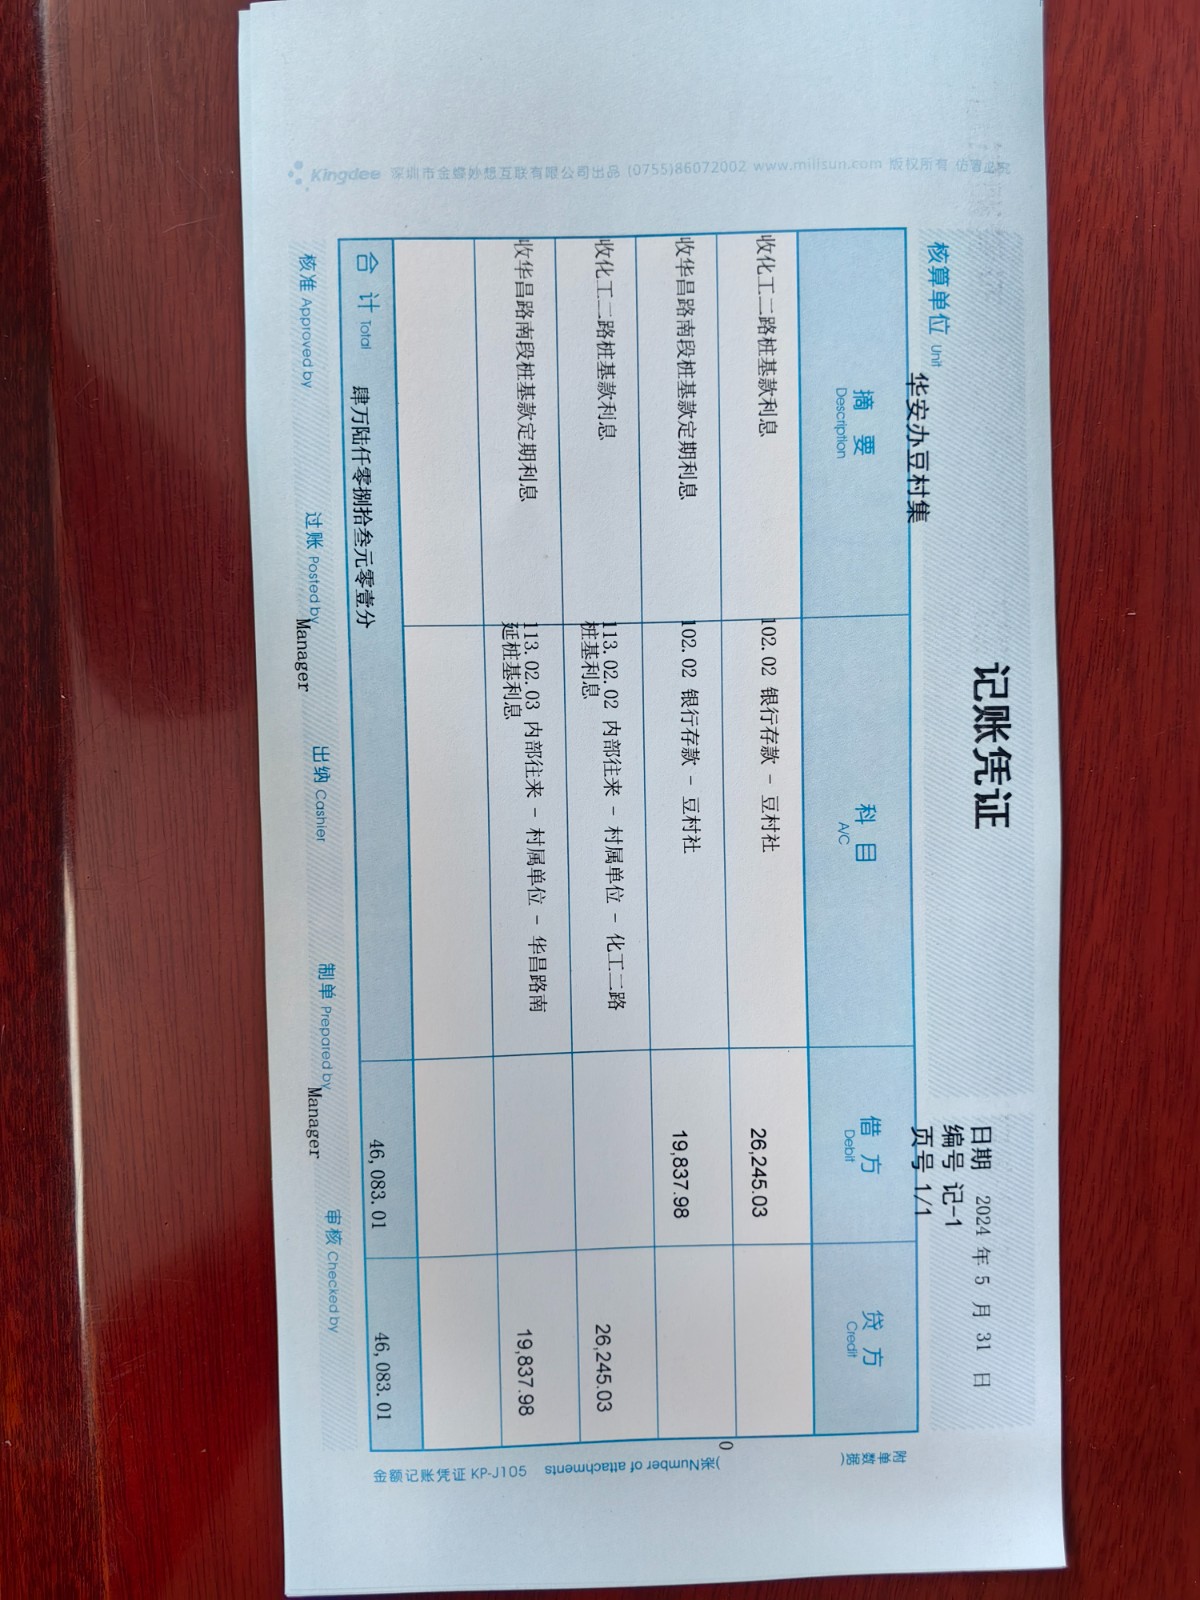 记账凭证
日期 2024 年 5 月 31 日
编号 记-1
核算单位 Unit 华安办豆村集
页号 1/1
摘 要 科 目 借 方 贷 方
Description A/C Debit Credit
收化工二路桩基款利息 102.02 银行存款 - 豆村社 26,245.03
收华昌路南段桩基款定期利息 102.02 银行存款 - 豆村社 19,837.98
收化工二路桩基款利息 113.02.02 内部往来 - 村属单位 - 化工二路 26,245.03
桩基利息
收华昌路南段桩基款定期利息 113.02.03 内部往来 - 村属单位 - 华昌路南 19,837.98
延桩基利息
合 计 Total 肆万陆仟零捌拾叁元零壹分 46,083.01 46,083.01
附单数据( 0 )张Number of attachments
金额记账凭证 KP-J105
核准 Approved by 过账 Posted by Manager 出纳 Cashier 制单 Prepared by Manager 审核 Checked by
Kingdee 深圳市金蝶妙想互联有限公司出品 (0755)86072002 www.milisun.com 版权所有 仿冒必究